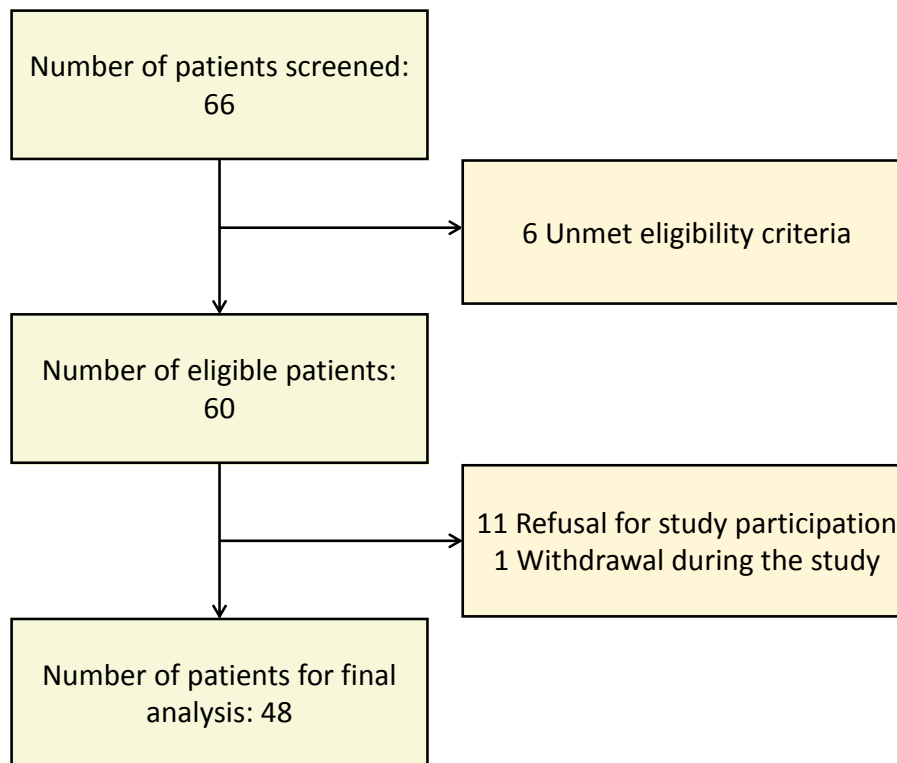 Number of patients screened:
66
6 Unmet eligibility criteria
Number of eligible patients:
60
11 Refusal for study participation
1 Withdrawal during the study
Number of patients for final
analysis: 48